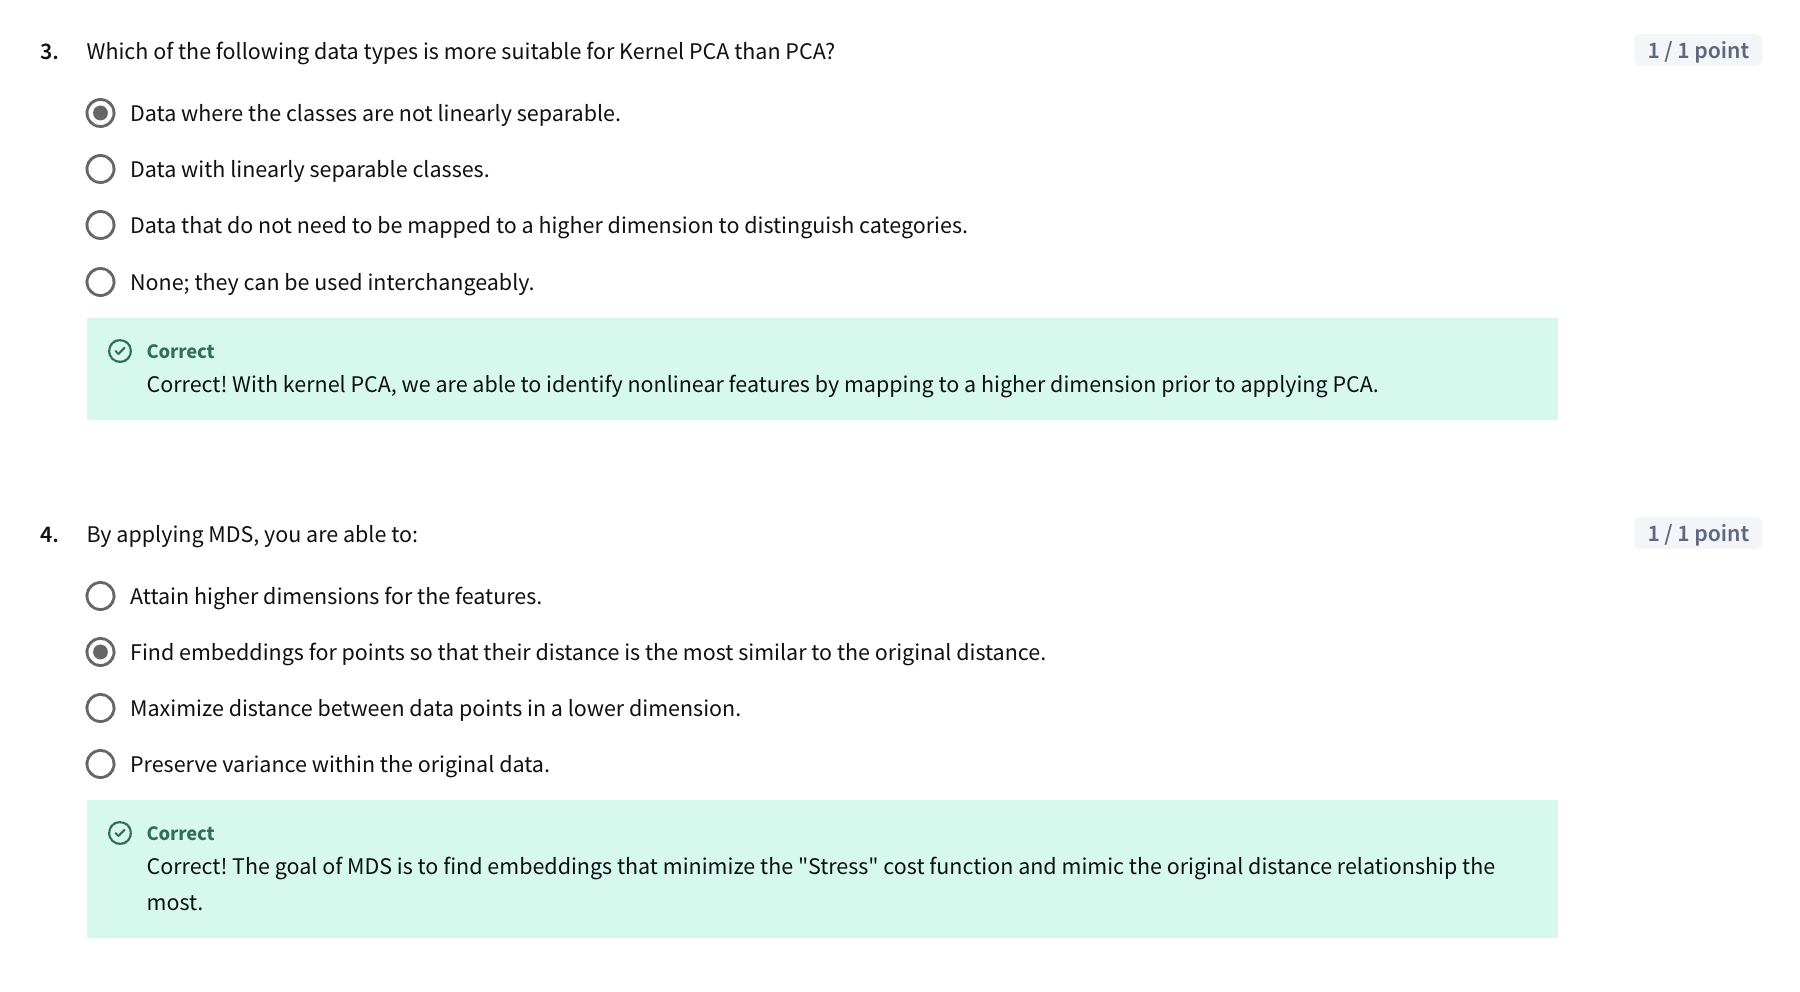 3. Which of the following data types is more suitable for Kernel PCA than PCA? 1 / 1 point
Data where the classes are not linearly separable.
Data with linearly separable classes.
Data that do not need to be mapped to a higher dimension to distinguish categories.
None; they can be used interchangeably.
Correct
Correct! With kernel PCA, we are able to identify nonlinear features by mapping to a higher dimension prior to applying PCA.
4. By applying MDS, you are able to: 1 / 1 point
Attain higher dimensions for the features.
Find embeddings for points so that their distance is the most similar to the original distance.
Maximize distance between data points in a lower dimension.
Preserve variance within the original data.
Correct
Correct! The goal of MDS is to find embeddings that minimize the "Stress" cost function and mimic the original distance relationship the
most.